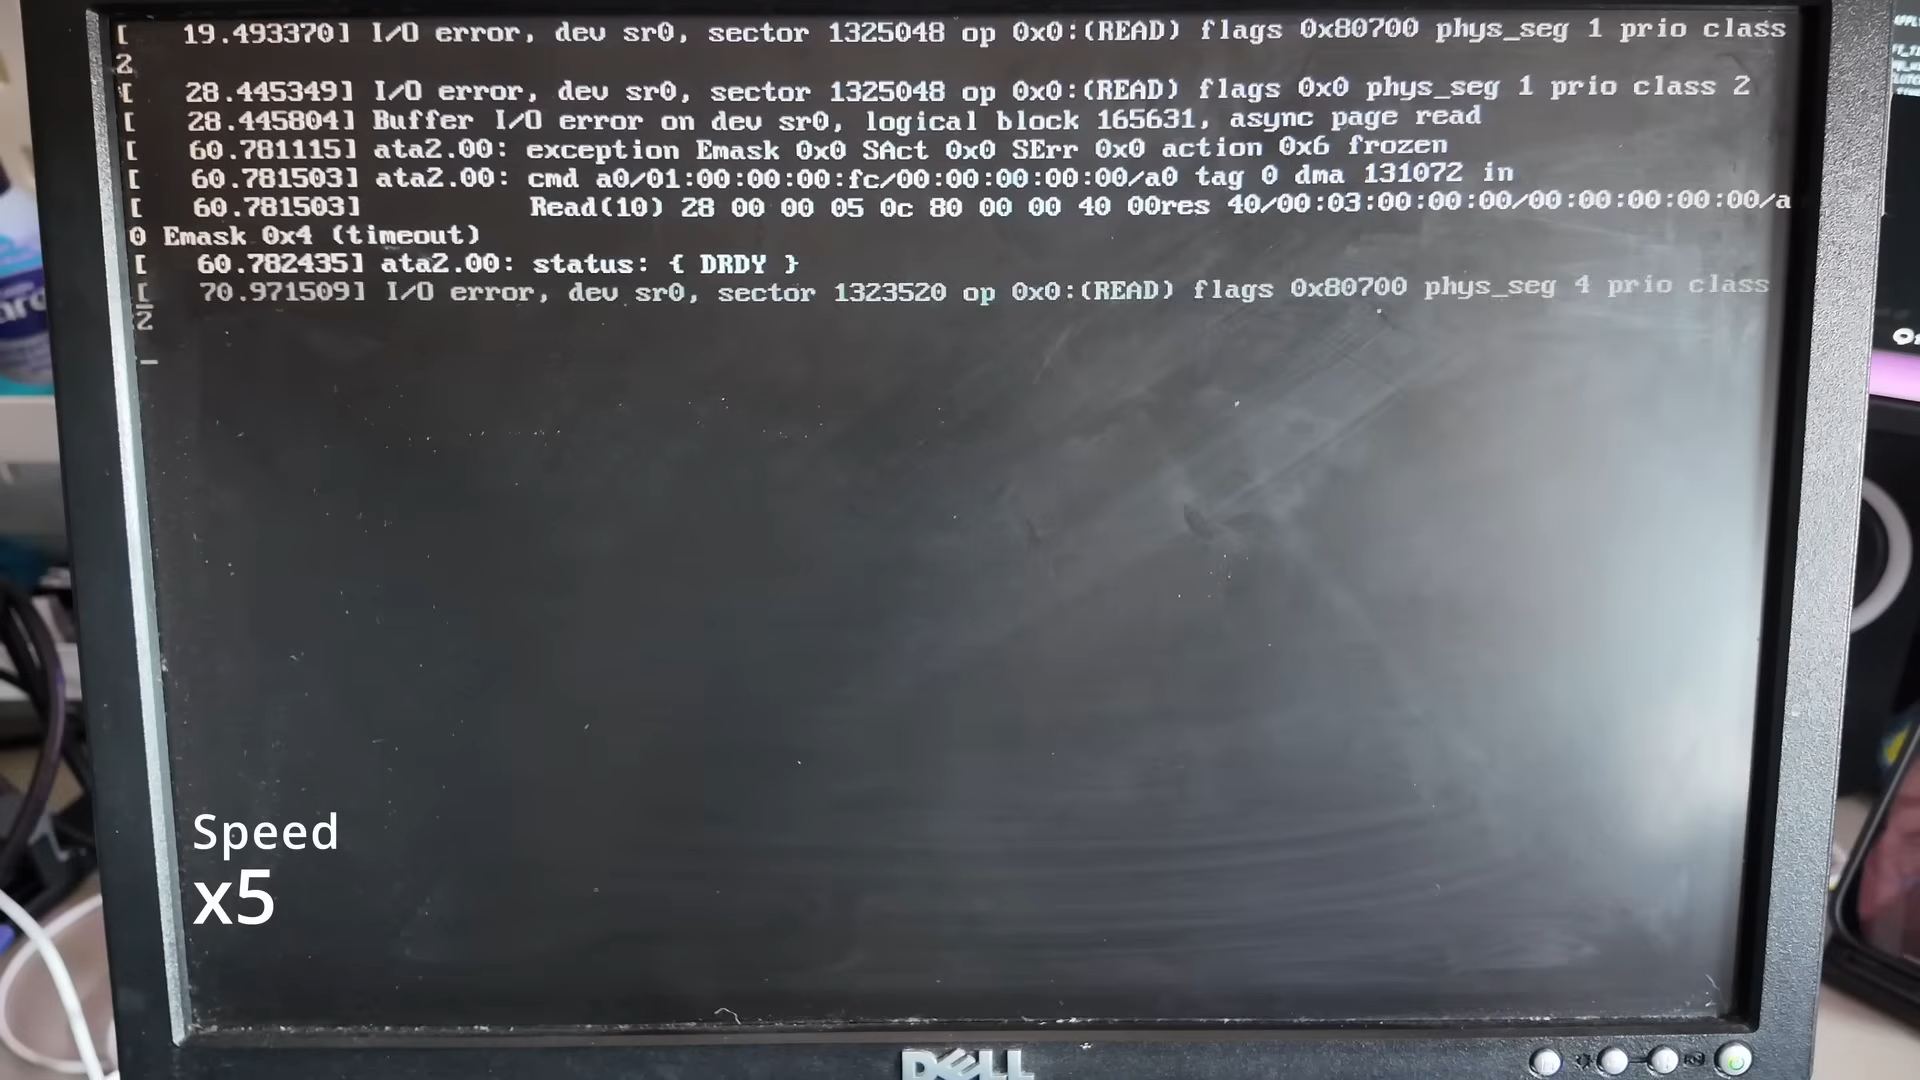 [   19.493370] I/O error, dev sr0, sector 1325048 op 0x0:(READ) flags 0x80700 phys_seg 1 prio class
2
[   28.445349] I/O error, dev sr0, sector 1325048 op 0x0:(READ) flags 0x0 phys_seg 1 prio class 2
[   28.445804] Buffer I/O error on dev sr0, logical block 165631, async page read
[   60.781115] ata2.00: exception Emask 0x0 SAct 0x0 SErr 0x0 action 0x6 frozen
[   60.781503] ata2.00: cmd a0/01:00:00:00:fc/00:00:00:00:00/a0 tag 0 dma 131072 in
[   60.781503]          Read(10) 28 00 00 05 0c 80 00 00 40 00res 40/00:03:00:00:00/00:00:00:00:00/a
0 Emask 0x4 (timeout)
[   60.782435] ata2.00: status: { DRDY }
[   70.971509] I/O error, dev sr0, sector 1323520 op 0x0:(READ) flags 0x80700 phys_seg 4 prio class
2
_
Speed
x5
DELL